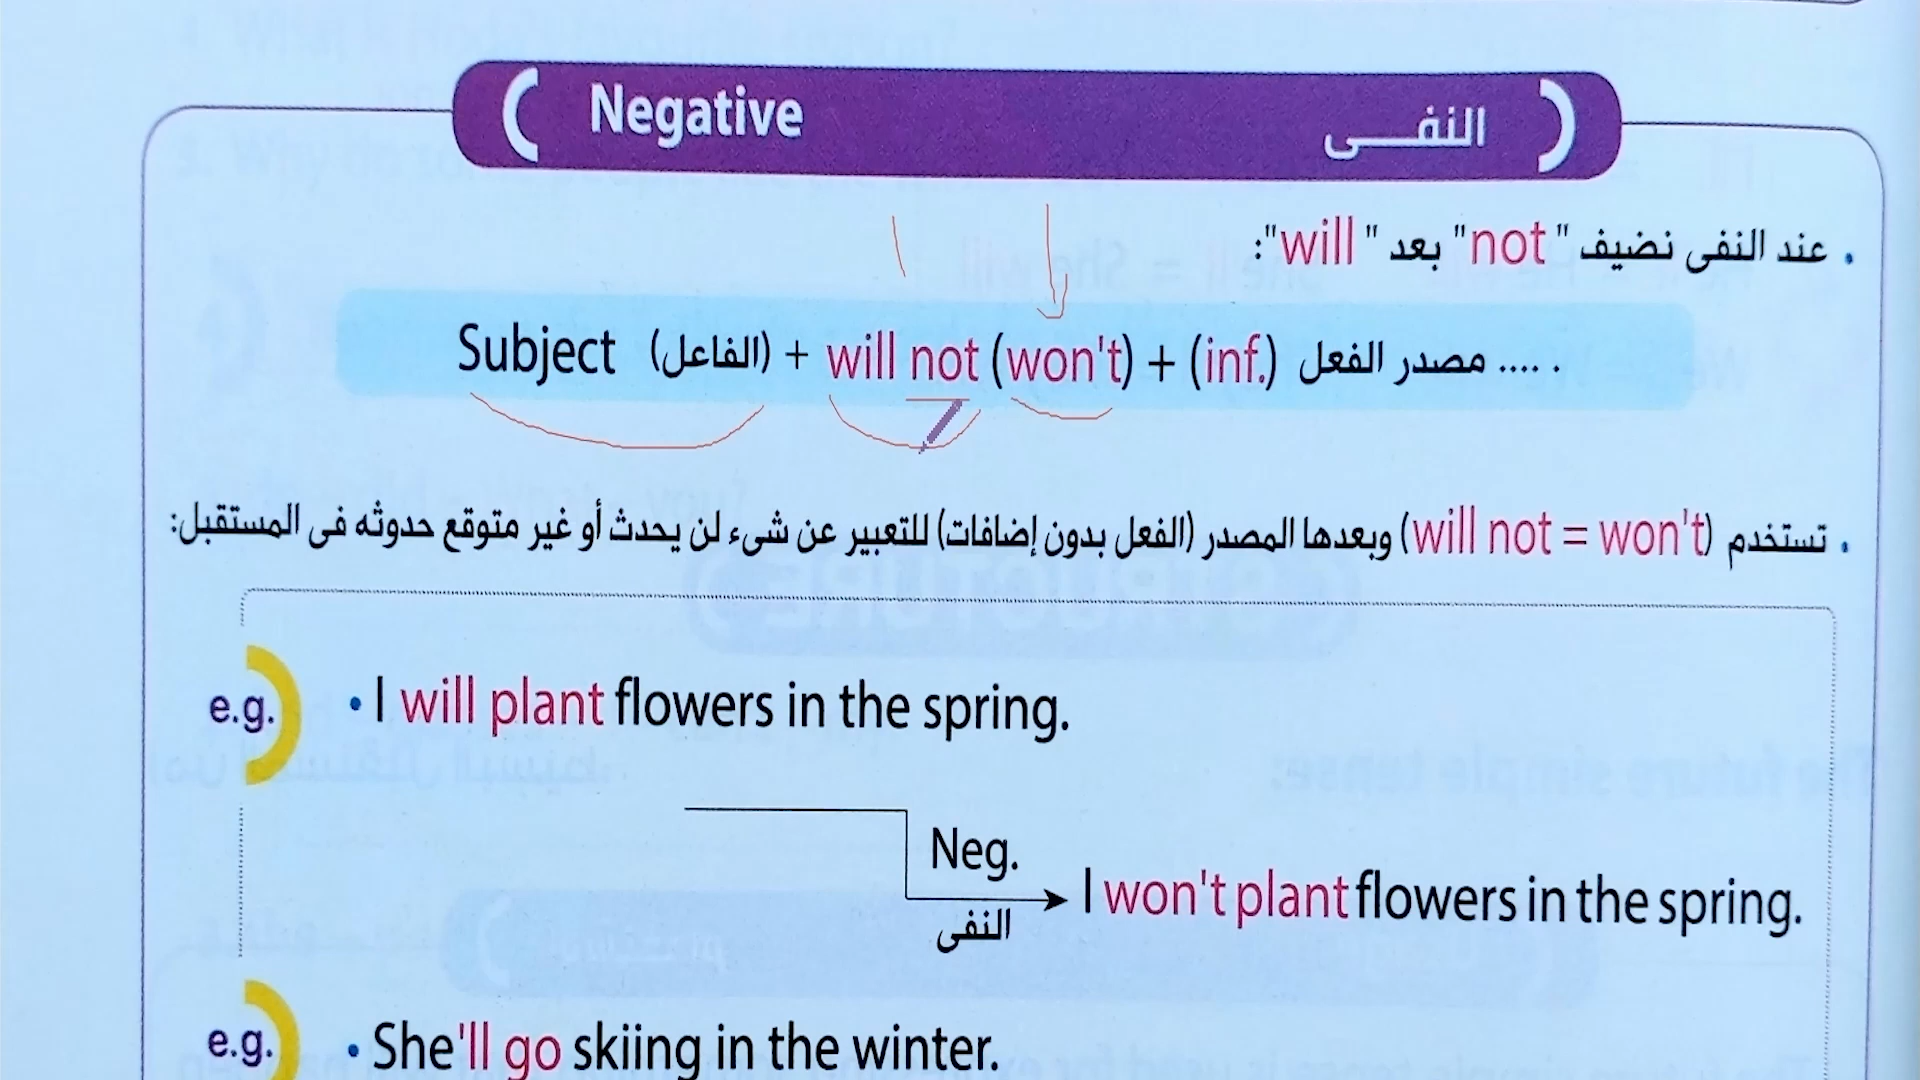 Negative النفـــى
• عند النفى نضيف "not" بعد "will":
Subject (الفاعل) + will not (won't) + (inf.) مصدر الفعل .... .
• تستخدم (will not = won't) وبعدها المصدر (الفعل بدون إضافات) للتعبير عن شىء لن يحدث أو غير متوقع حدوثه فى المستقبل:
e.g. • I will plant flowers in the spring.
Neg.
النفى
I won't plant flowers in the spring.
e.g. • She'll go skiing in the winter.